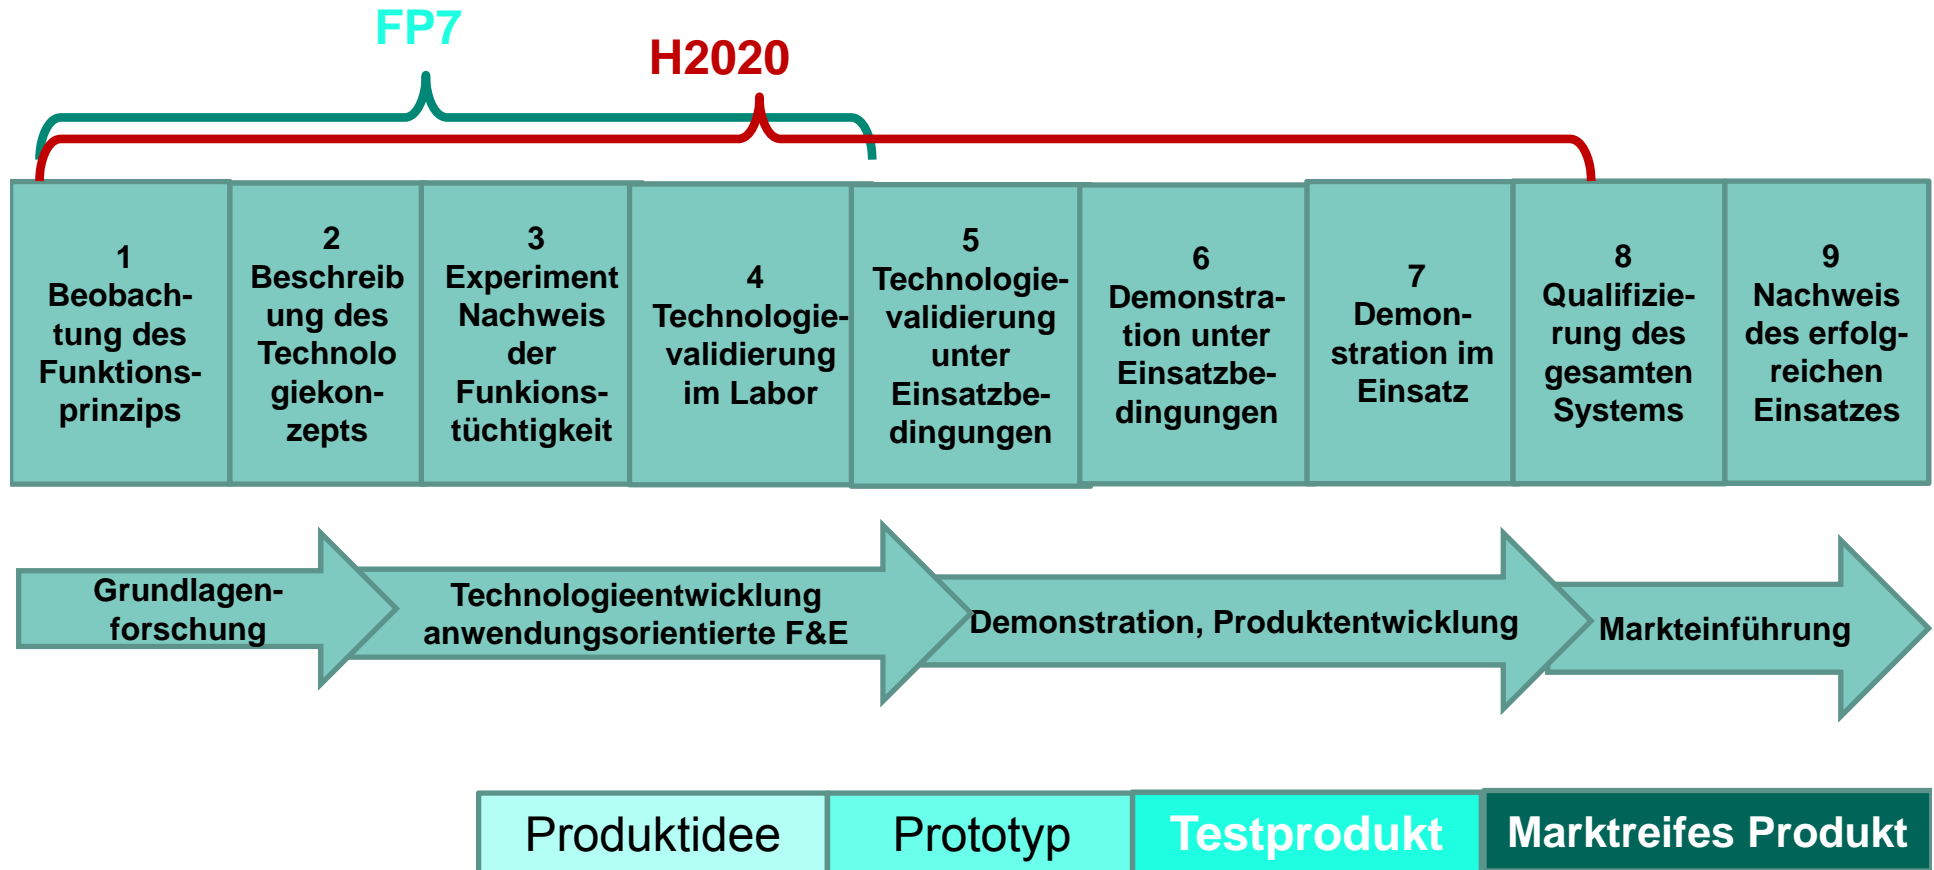 FP7
H2020
1
Beobach-
tung des
Funktions-
prinzips
2
Beschreib
ung des
Technolo
giekon-
zepts
3
Experiment
Nachweis
der
Funkions-
tüchtigkeit
4
Technologie-
validierung
im Labor
5
Technologie-
validierung
unter
Einsatzbe-
dingungen
6
Demonstra-
tion unter
Einsatzbe-
dingungen
7
Demon-
stration im
Einsatz
8
Qualifizie-
rung des
gesamten
Systems
9
Nachweis
des erfolg-
reichen
Einsatzes
Grundlagen-
forschung
Technologieentwicklung
anwendungsorientierte F&E
Demonstration, Produktentwicklung
Markteinführung
Produktidee
Prototyp
Testprodukt
Marktreifes Produkt